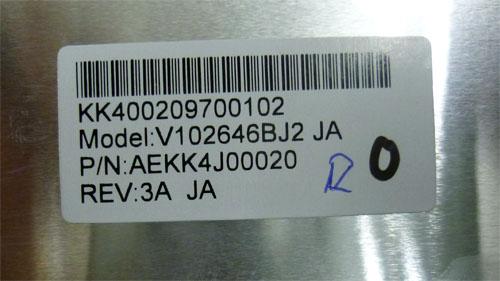 KK400209700102
Model:V102646BJ2 JA
P/N:AEKK4J00020
REV:3A JA
0